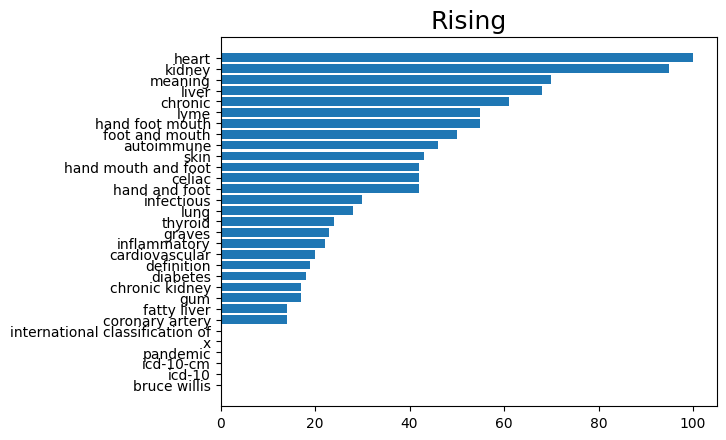 Rising
heart
kidney
meaning
liver
chronic
lyme
hand foot mouth
foot and mouth
autoimmune
skin
hand mouth and foot
celiac
hand and foot
infectious
lung
thyroid
graves
inflammatory
cardiovascular
definition
diabetes
chronic kidney
gum
fatty liver
coronary artery
international classification of
x
pandemic
icd-10-cm
icd-10
bruce willis
0 20 40 60 80 100